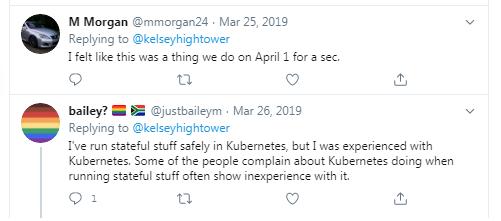 M Morgan @mmorgan24 · Mar 25, 2019
Replying to @kelseyhightower
I felt like this was a thing we do on April 1 for a sec.
bailey? 🏳️‍🌈 🇿🇦 @justbaileym · Mar 26, 2019
Replying to @kelseyhightower
I've run stateful stuff safely in Kubernetes, but I was experienced with
Kubernetes. Some of the people complain about Kubernetes doing when
running stateful stuff often show inexperience with it.
1